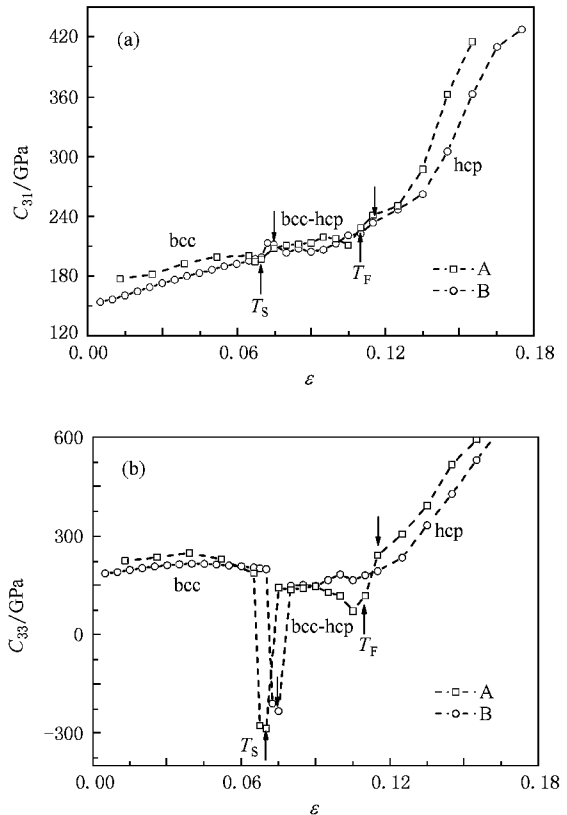 420
360
300
240
180
120
C31/GPa
(a)
bcc
bcc-hcp
hcp
TS
TF
A
B
0.00
0.06
0.12
0.18
ε
600
300
0
−300
C33/GPa
(b)
bcc
bcc-hcp
hcp
TS
TF
A
B
0.00
0.06
0.12
0.18
ε